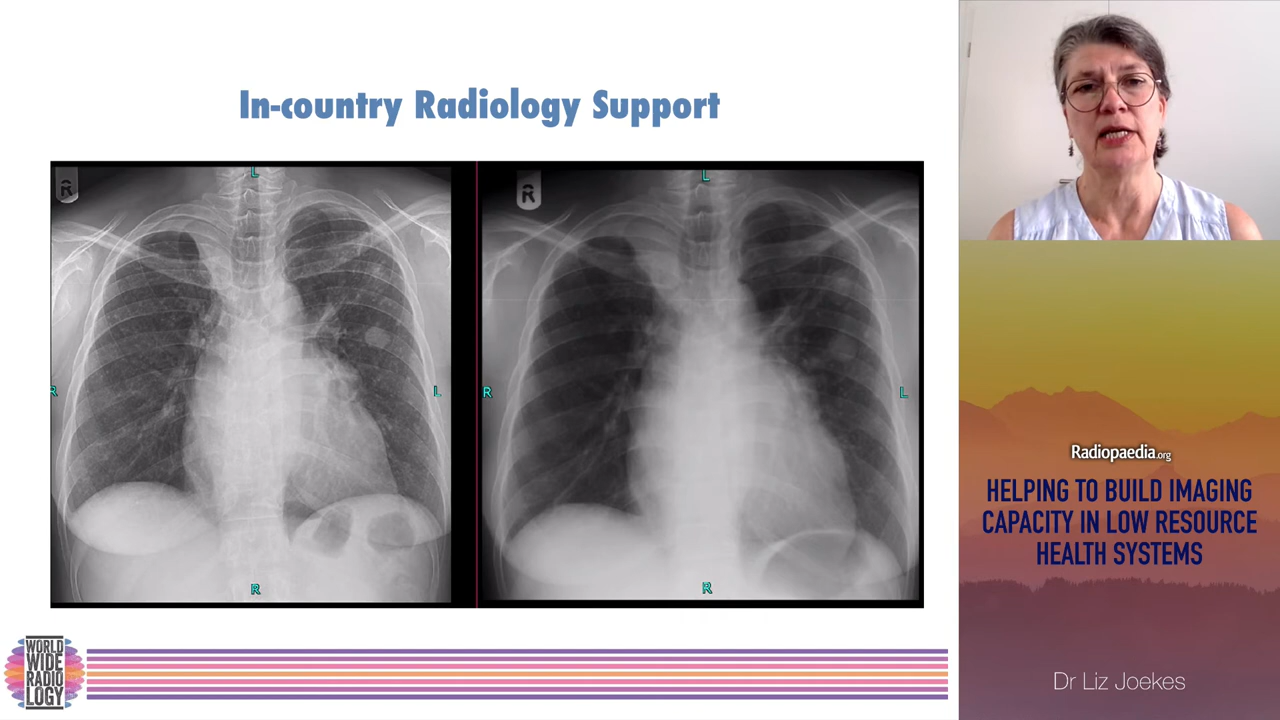 In-country Radiology Support
R
L
R
L
R
R
L
R
L
R
WORLD
WIDE
RADIO
LOGY
Radiopaedia.org
HELPING TO BUILD IMAGING
CAPACITY IN LOW RESOURCE
HEALTH SYSTEMS
Dr Liz Joekes